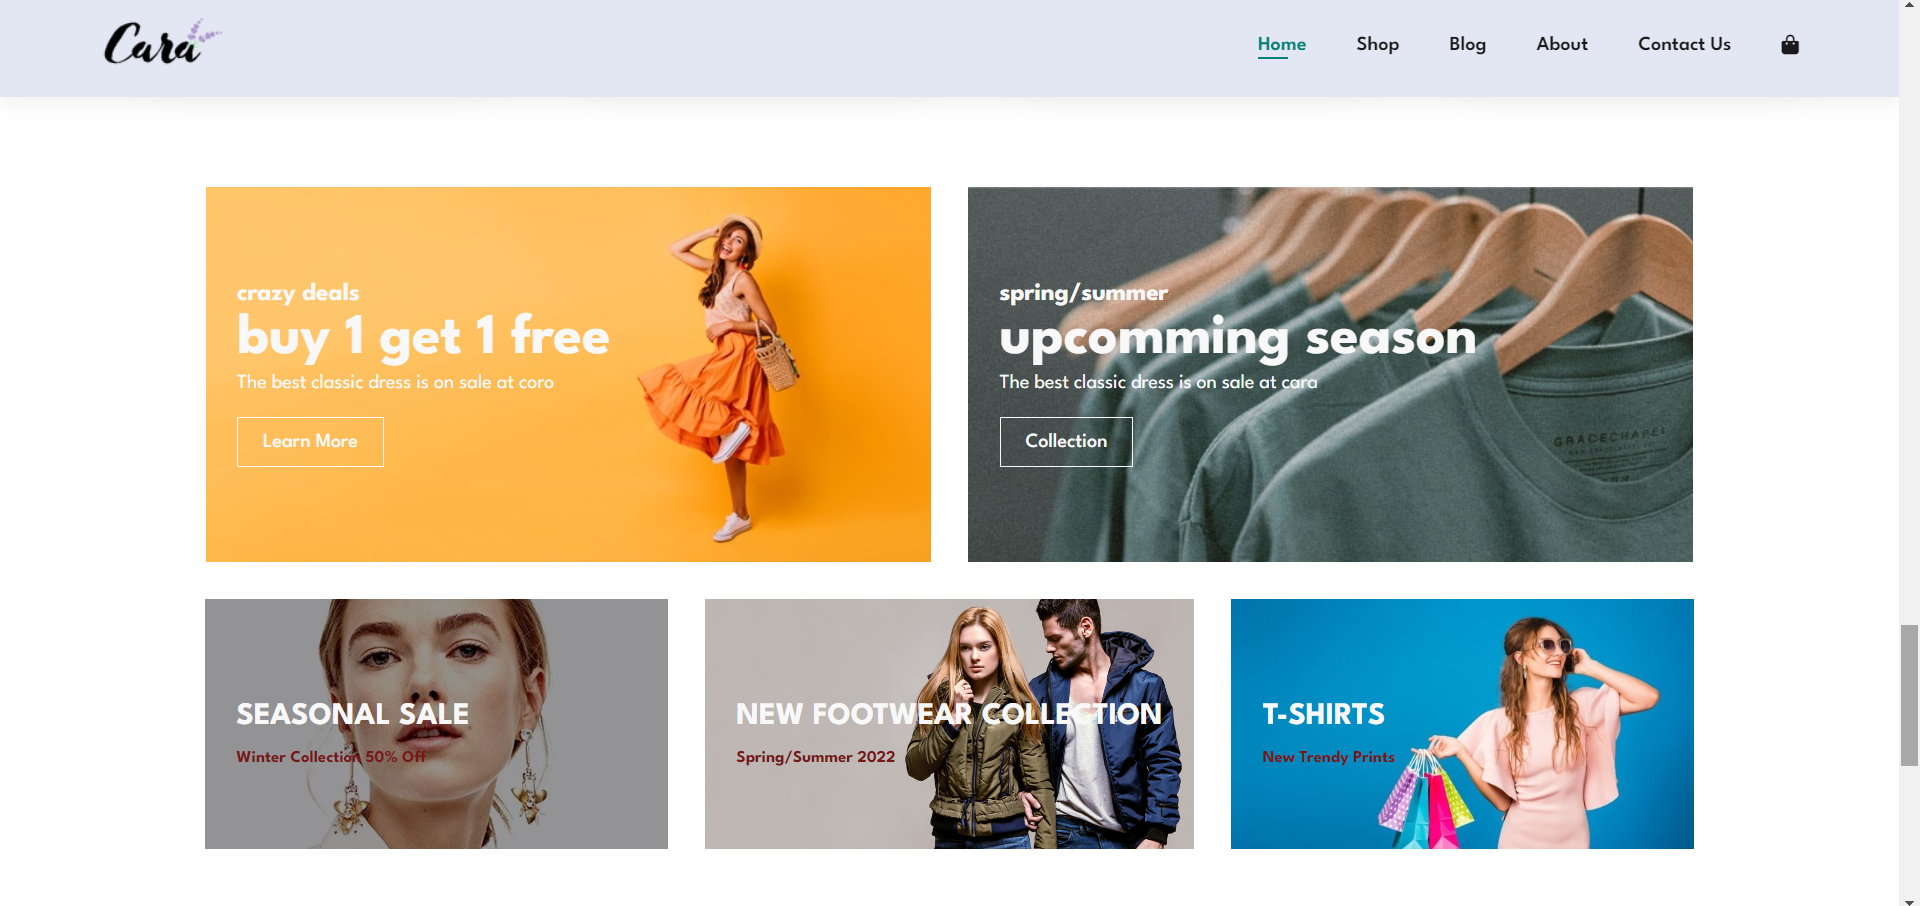 Cara
Home Shop Blog About Contact Us
crazy deals
buy 1 get 1 free
The best classic dress is on sale at coro
Learn More
spring/summer
upcomming season
The best classic dress is on sale at cara
Collection
GRACECHAPEL
SEASONAL SALE
Winter Collection 50% Off
NEW FOOTWEAR COLLECTION
Spring/Summer 2022
T-SHIRTS
New Trendy Prints